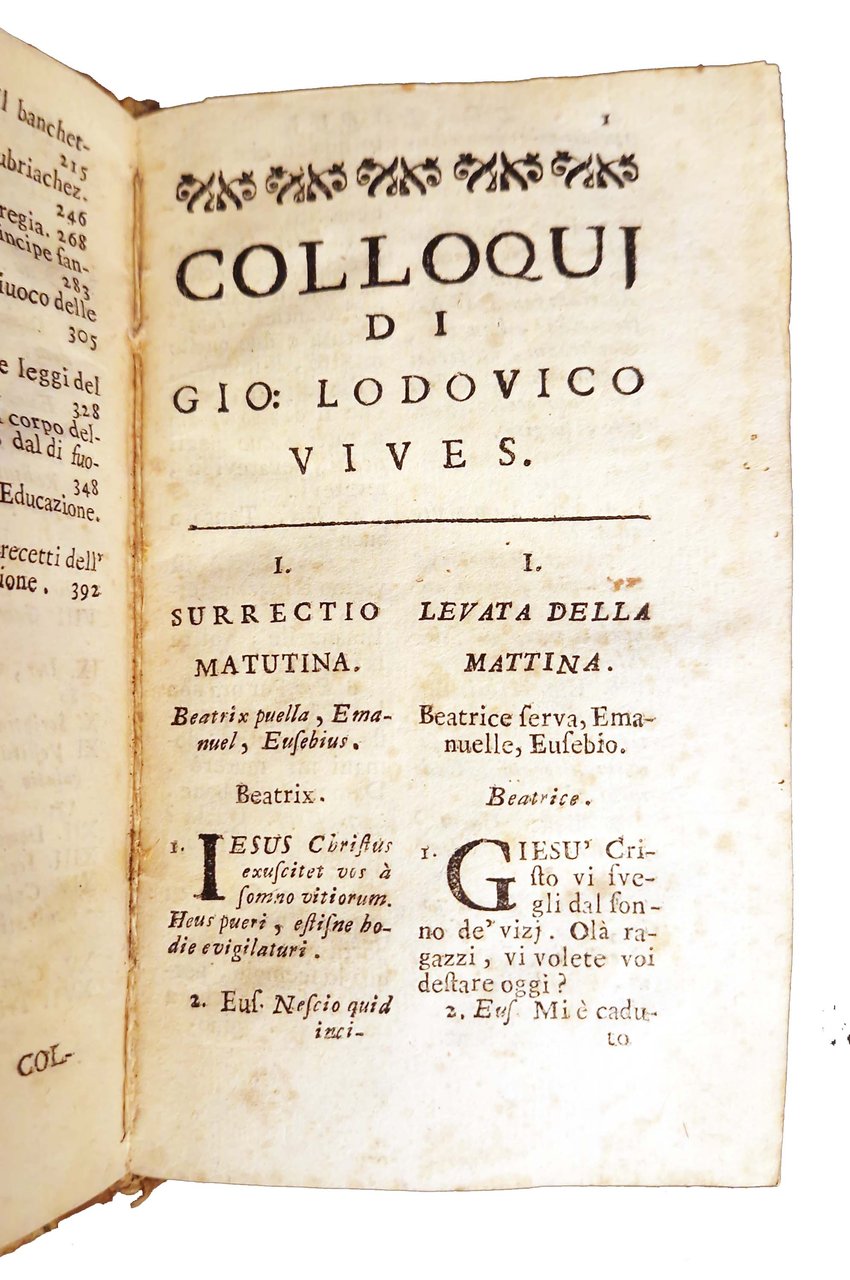 l banchet-
215
ubriachez.
246
regia. 268
incipe ſan-
283
iuoco delle
305
e leggi del
328
corpo del-
dal di fuo-
348
Educazione.
recetti dell'
ione. 392
COL-
1
COLLOQUJ
DI
GIO: LODOVICO
VIVES.
I.
SURRECTIO
MATUTINA.
Beatrix puella, Ema-
nuel, Euſebius.
Beatrix.
1. IESUS Chriſtus
exuſcitet vos à
ſomno vitiorum.
Heus pueri, eſtiſne ho-
die evigilaturi.
2. Euſ. Neſcio quid
inci-
I.
LEVATA DELLA
MATTINA.
Beatrice ſerva, Ema-
nuelle, Euſebio.
Beatrice.
1. GIESU' Cri-
ſto vi ſve-
gli dal ſon-
no de' vizj. Olà ra-
gazzi, vi volete voi
deſtare oggi?
2. Euſ. Mi è cadu-
to